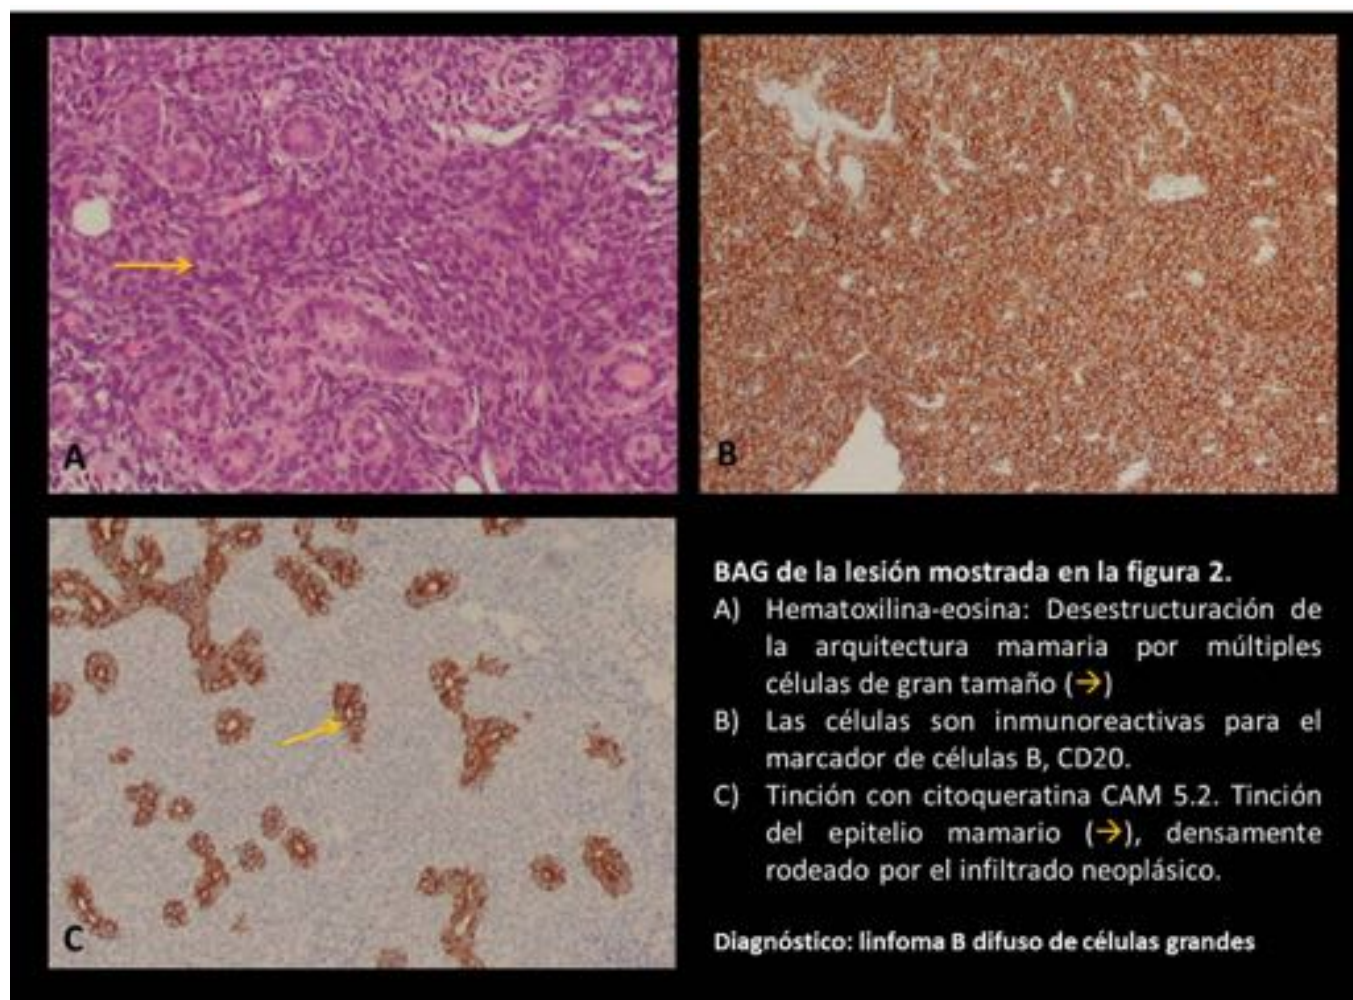 A
B
C
BAG de la lesión mostrada en la figura 2.
A) Hematoxilina-eosina: Desestructuración de
la arquitectura mamaria por múltiples
células de gran tamaño (→)
B) Las células son inmunoreactivas para el
marcador de células B, CD20.
C) Tinción con citoqueratina CAM 5.2. Tinción
del epitelio mamario (→), densamente
rodeado por el infiltrado neoplásico.
Diagnóstico: linfoma B difuso de células grandes